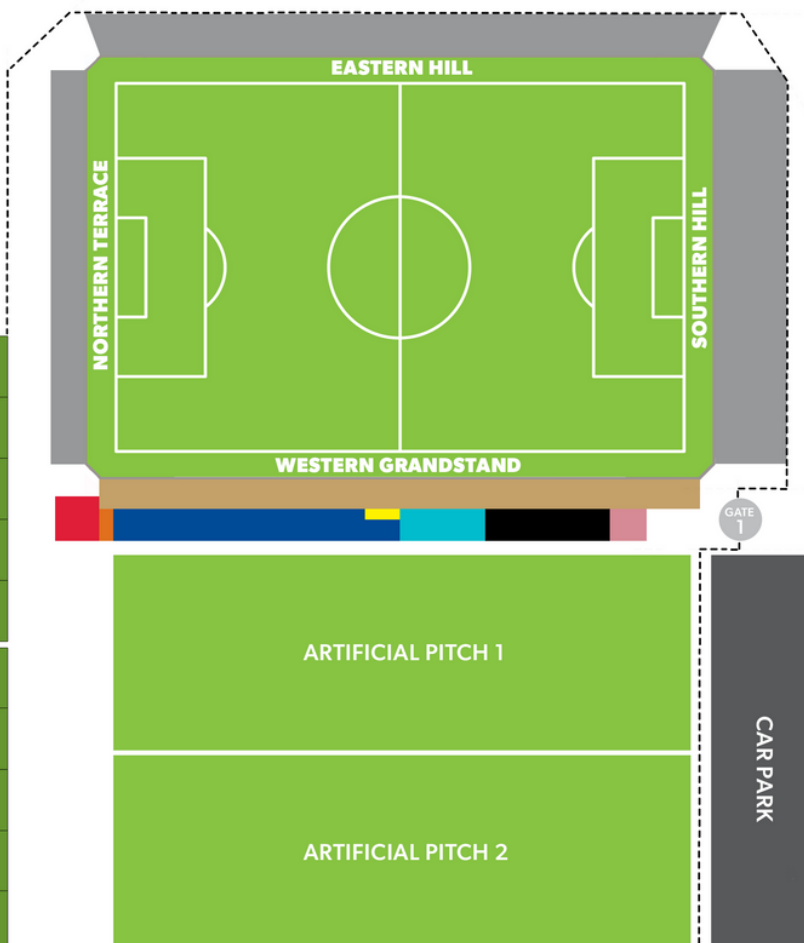 EASTERN HILL
NORTHERN TERRACE
SOUTHERN HILL
WESTERN GRANDSTAND
GATE
1
ARTIFICIAL PITCH 1
CAR PARK
ARTIFICIAL PITCH 2